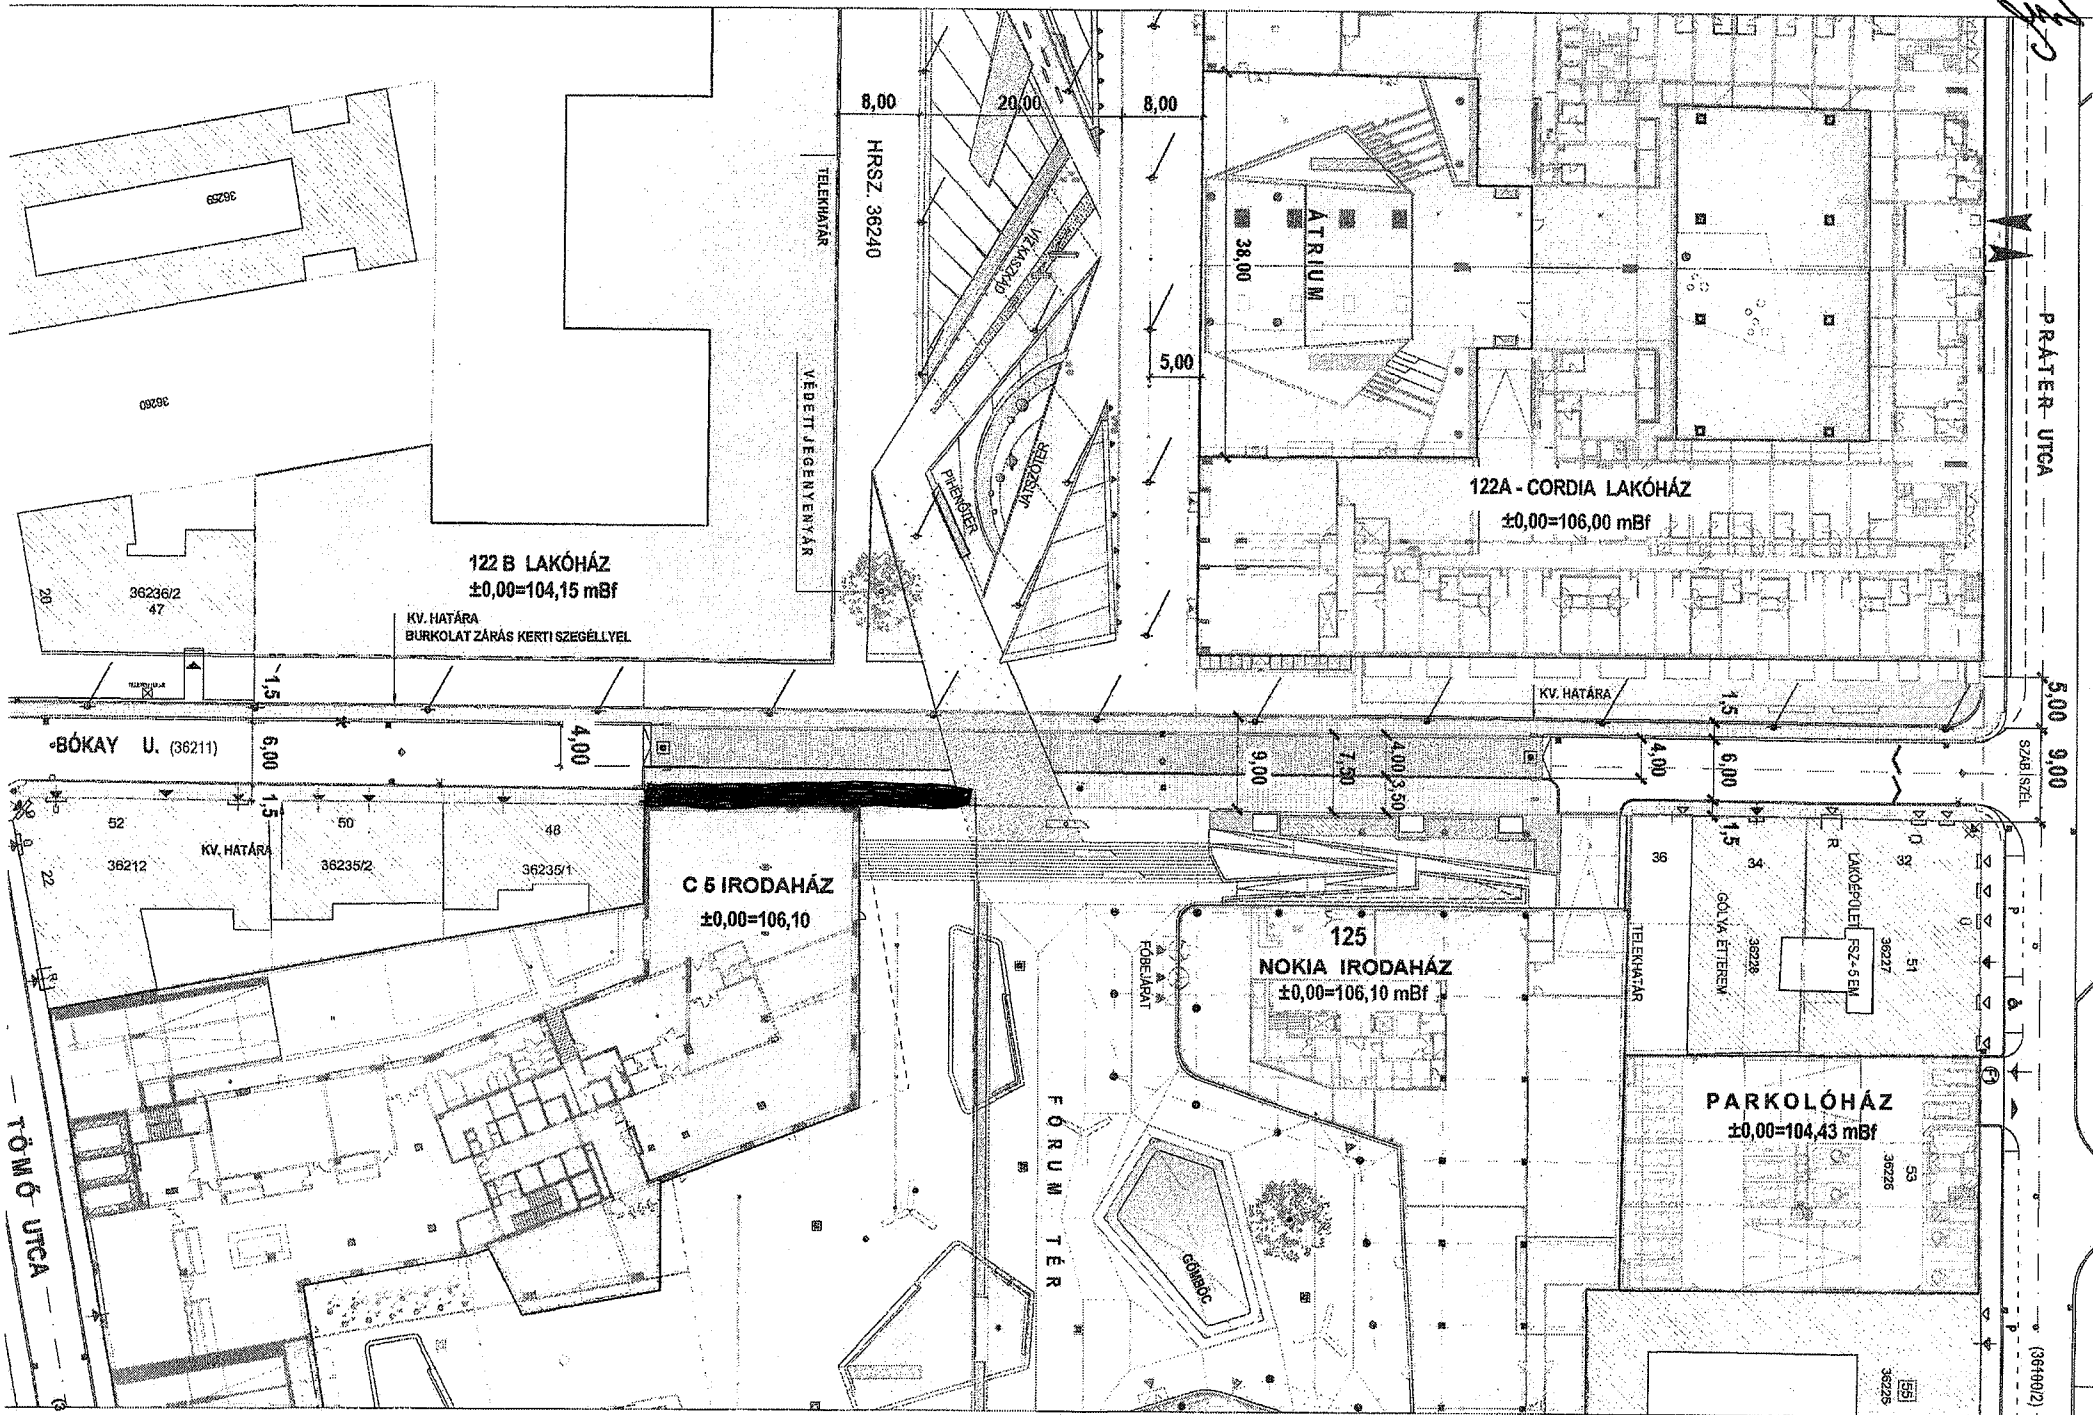 8,00
20,00
8,00
HRSZ. 36240
TELEKHATÁR
36259
VÍZKASZKÁD
38,00
ÁTRIUM
PRÁTER UTCA
5,00
VÉDETT JEGENYENYÁR
36260
PIHENŐTÉR
JÁTSZÓTÉR
122A - CORDIA LAKÓHÁZ
±0,00=106,00 mBf
122 B LAKÓHÁZ
±0,00=104,15 mBf
20
36236/2
47
KV. HATÁRA
BURKOLAT ZÁRÁS KERTI SZEGÉLLYEL
1,5
KV. HATÁRA
1,5
5,00
BÓKAY U. (36211)
6,00
4,00
9,00
7,50
4,00
3,50
4,00
6,00
SZAB.SZÉL.
9,00
1,5
1,5
52
50
48
KV. HATÁRA
36212
36235/2
36235/1
22
C 5 IRODAHÁZ
±0,00=106,10
36
34
32
LAKÓÉPÜLET FSZ+5 EM
GÓLYA ÉTTEREM
36228
36227
51
TELEKHATÁR
FŐBEJÁRAT
125
NOKIA IRODAHÁZ
±0,00=106,10 mBf
P
R
R
PARKOLÓHÁZ
±0,00=104,43 mBf
53
36226
FÓRUM TÉR
TÖMŐ UTCA
GÖMBÖC
P
55
36225
(36100/2)